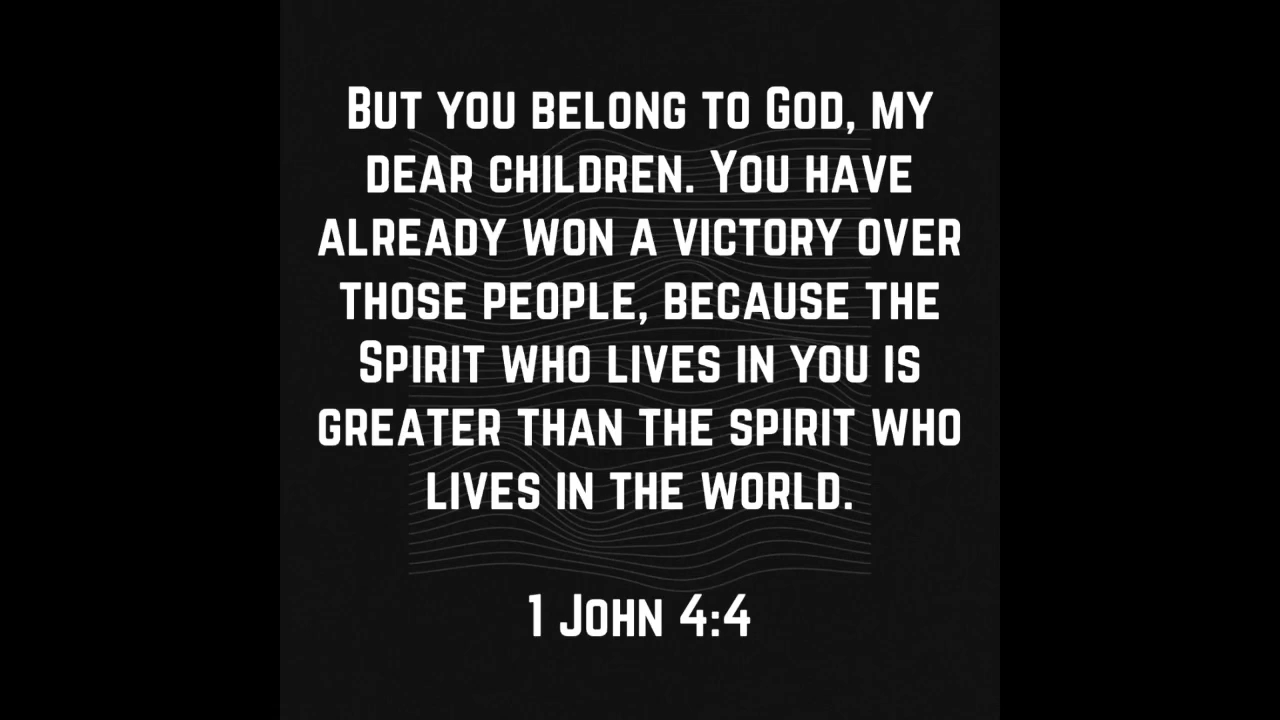 But you belong to God, my
dear children. You have
already won a victory over
those people, because the
Spirit who lives in you is
greater than the spirit who
lives in the world.
1 John 4:4